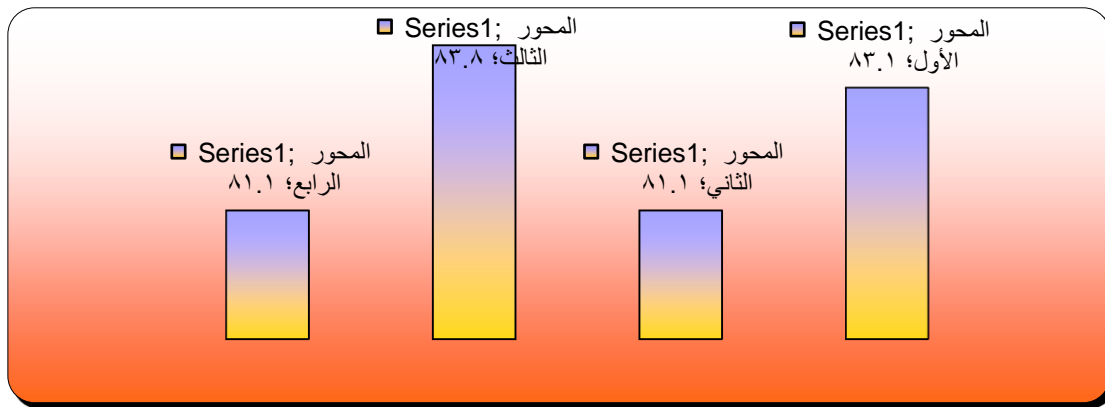 Series1; المحور
الأول؛ ٨٣.١
Series1; المحور
الثاني؛ ٨١.١
Series1; المحور
الثالث؛ ٨٣.٨
Series1; المحور
الرابع؛ ٨١.١